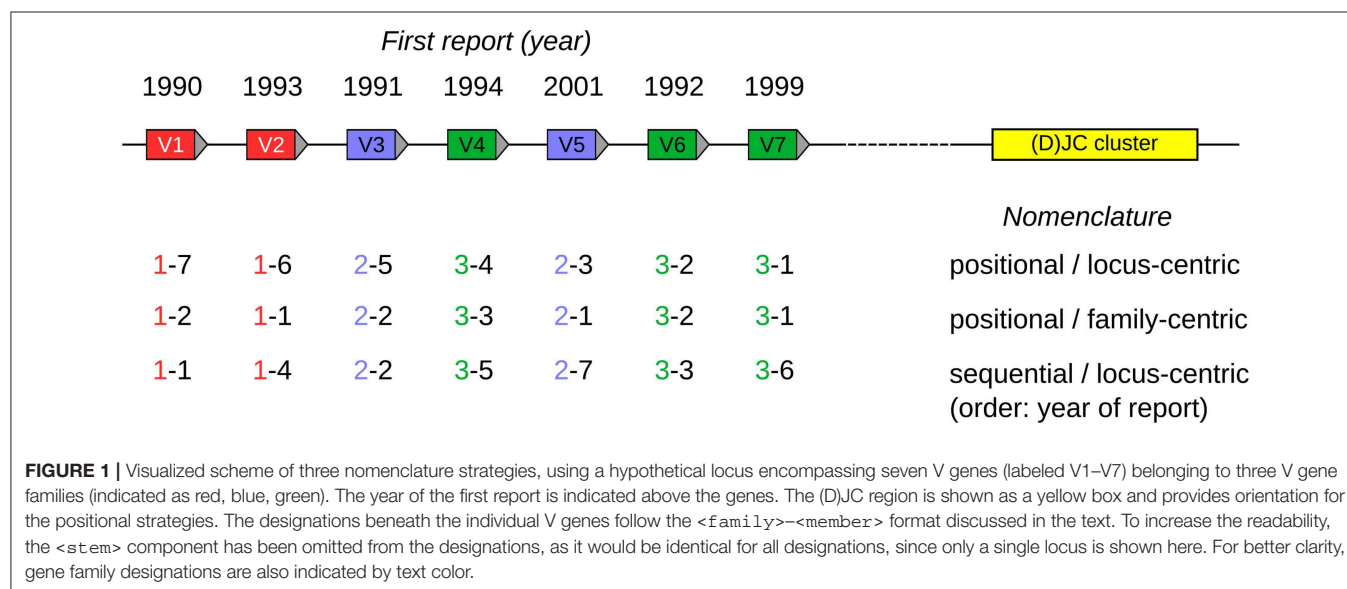 First report (year)
1990 1993 1991 1994 2001 1992 1999
V1 V2 V3 V4 V5 V6 V7 (D)JC cluster
Nomenclature
1-7 1-6 2-5 3-4 2-3 3-2 3-1 positional / locus-centric
1-2 1-1 2-2 3-3 2-1 3-2 3-1 positional / family-centric
1-1 1-4 2-2 3-5 2-7 3-3 3-6 sequential / locus-centric
(order: year of report)
FIGURE 1 | Visualized scheme of three nomenclature strategies, using a hypothetical locus encompassing seven V genes (labeled V1–V7) belonging to three V gene
families (indicated as red, blue, green). The year of the first report is indicated above the genes. The (D)JC region is shown as a yellow box and provides orientation for
the positional strategies. The designations beneath the individual V genes follow the <family>–<member> format discussed in the text. To increase the readability,
the <stem> component has been omitted from the designations, as it would be identical for all designations, since only a single locus is shown here. For better clarity,
gene family designations are also indicated by text color.